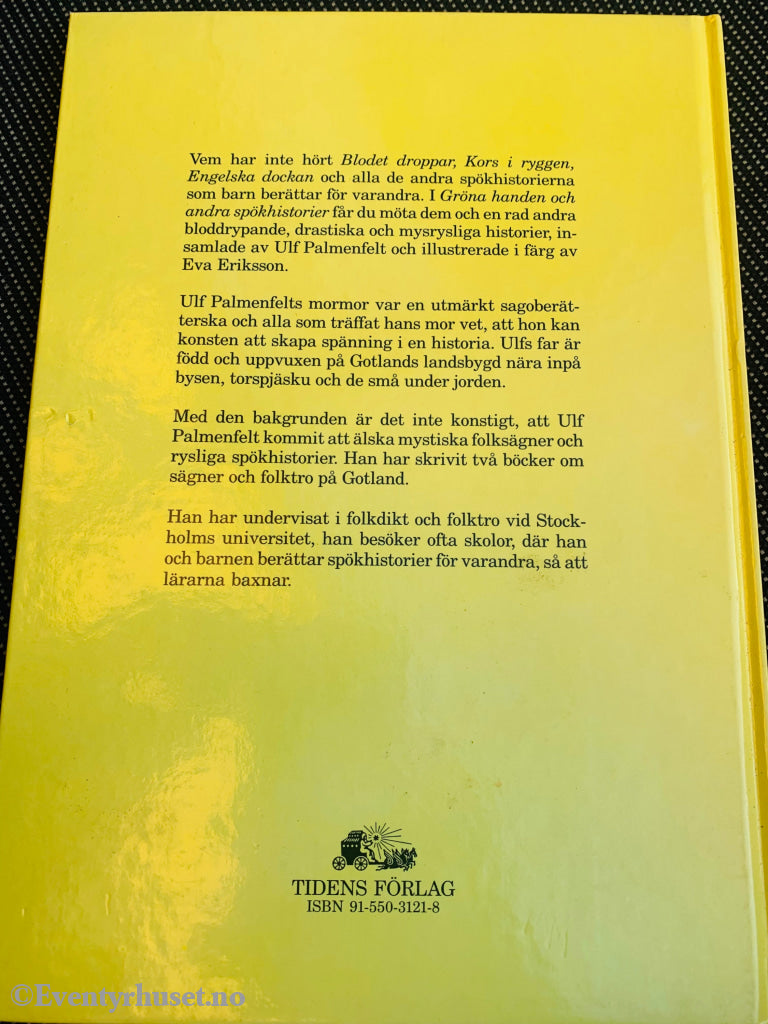 Vem har inte hört Blodet droppar, Kors i ryggen,
Engelska dockan och alla de andra spökhistorierna
som barn berättar för varandra. I Gröna handen och
andra spökhistorier får du möta dem och en rad andra
bloddrypande, drastiska och mysrysliga historier, in-
samlade av Ulf Palmenfelt och illustrerade i färg av
Eva Eriksson.
Ulf Palmenfelts mormor var en utmärkt sagoberät-
terska och alla som träffat hans mor vet, att hon kan
konsten att skapa spänning i en historia. Ulfs far är
född och uppvuxen på Gotlands landsbygd nära inpå
bysen, torspjäsku och de små under jorden.
Med den bakgrunden är det inte konstigt, att Ulf
Palmenfelt kommit att älska mystiska folksägner och
rysliga spökhistorier. Han har skrivit två böcker om
sägner och folktro på Gotland.
Han har undervisat i folkdikt och folktro vid Stock-
holms universitet, han besöker ofta skolor, där han
och barnen berättar spökhistorier för varandra, så att
lärarna baxnar.
TIDENS FÖRLAG
ISBN 91-550-3121-8
©Eventyrhuset.no